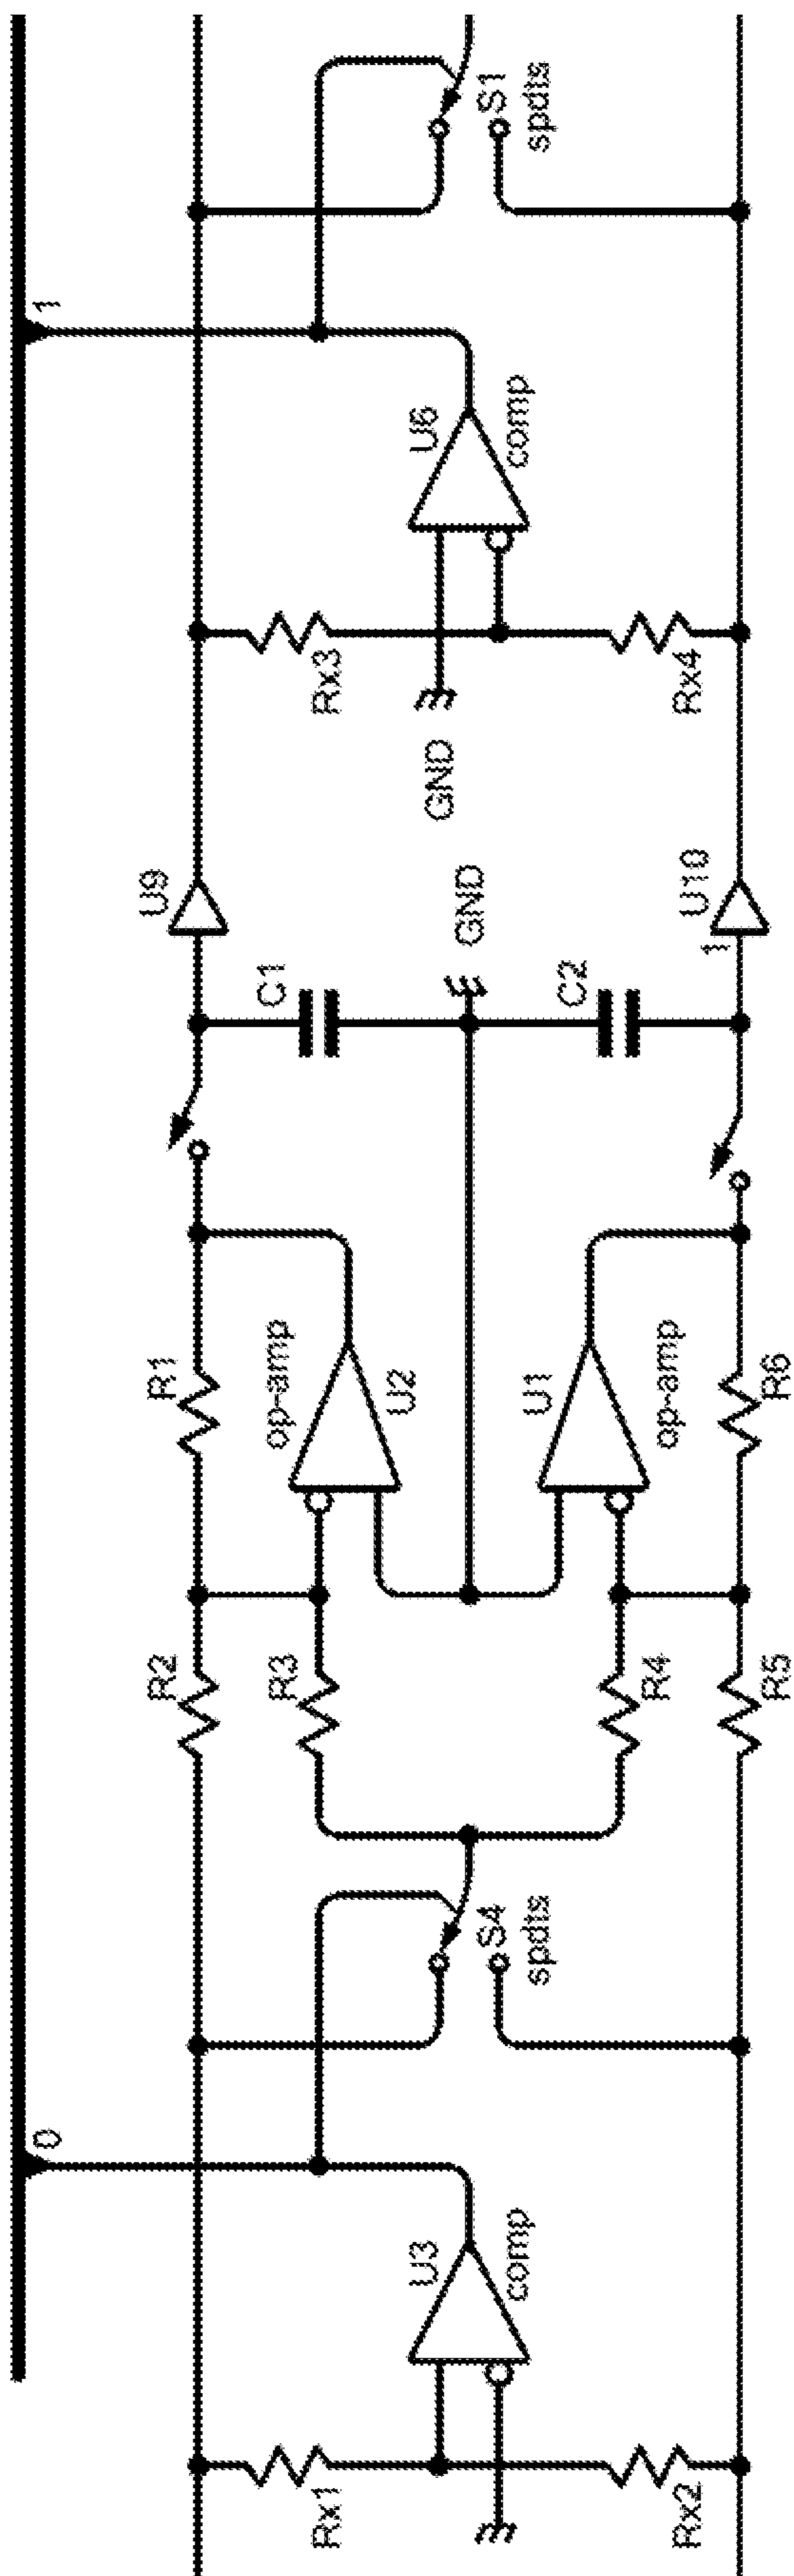 0
1
Rx1
Rx2
U3
comp
S4
spdts
R2
R3
R4
R5
R1
op-amp
U2
U1
op-amp
R6
C1
GND
C2
U9
U10
1
GND
Rx3
Rx4
U6
comp
S1
spdts